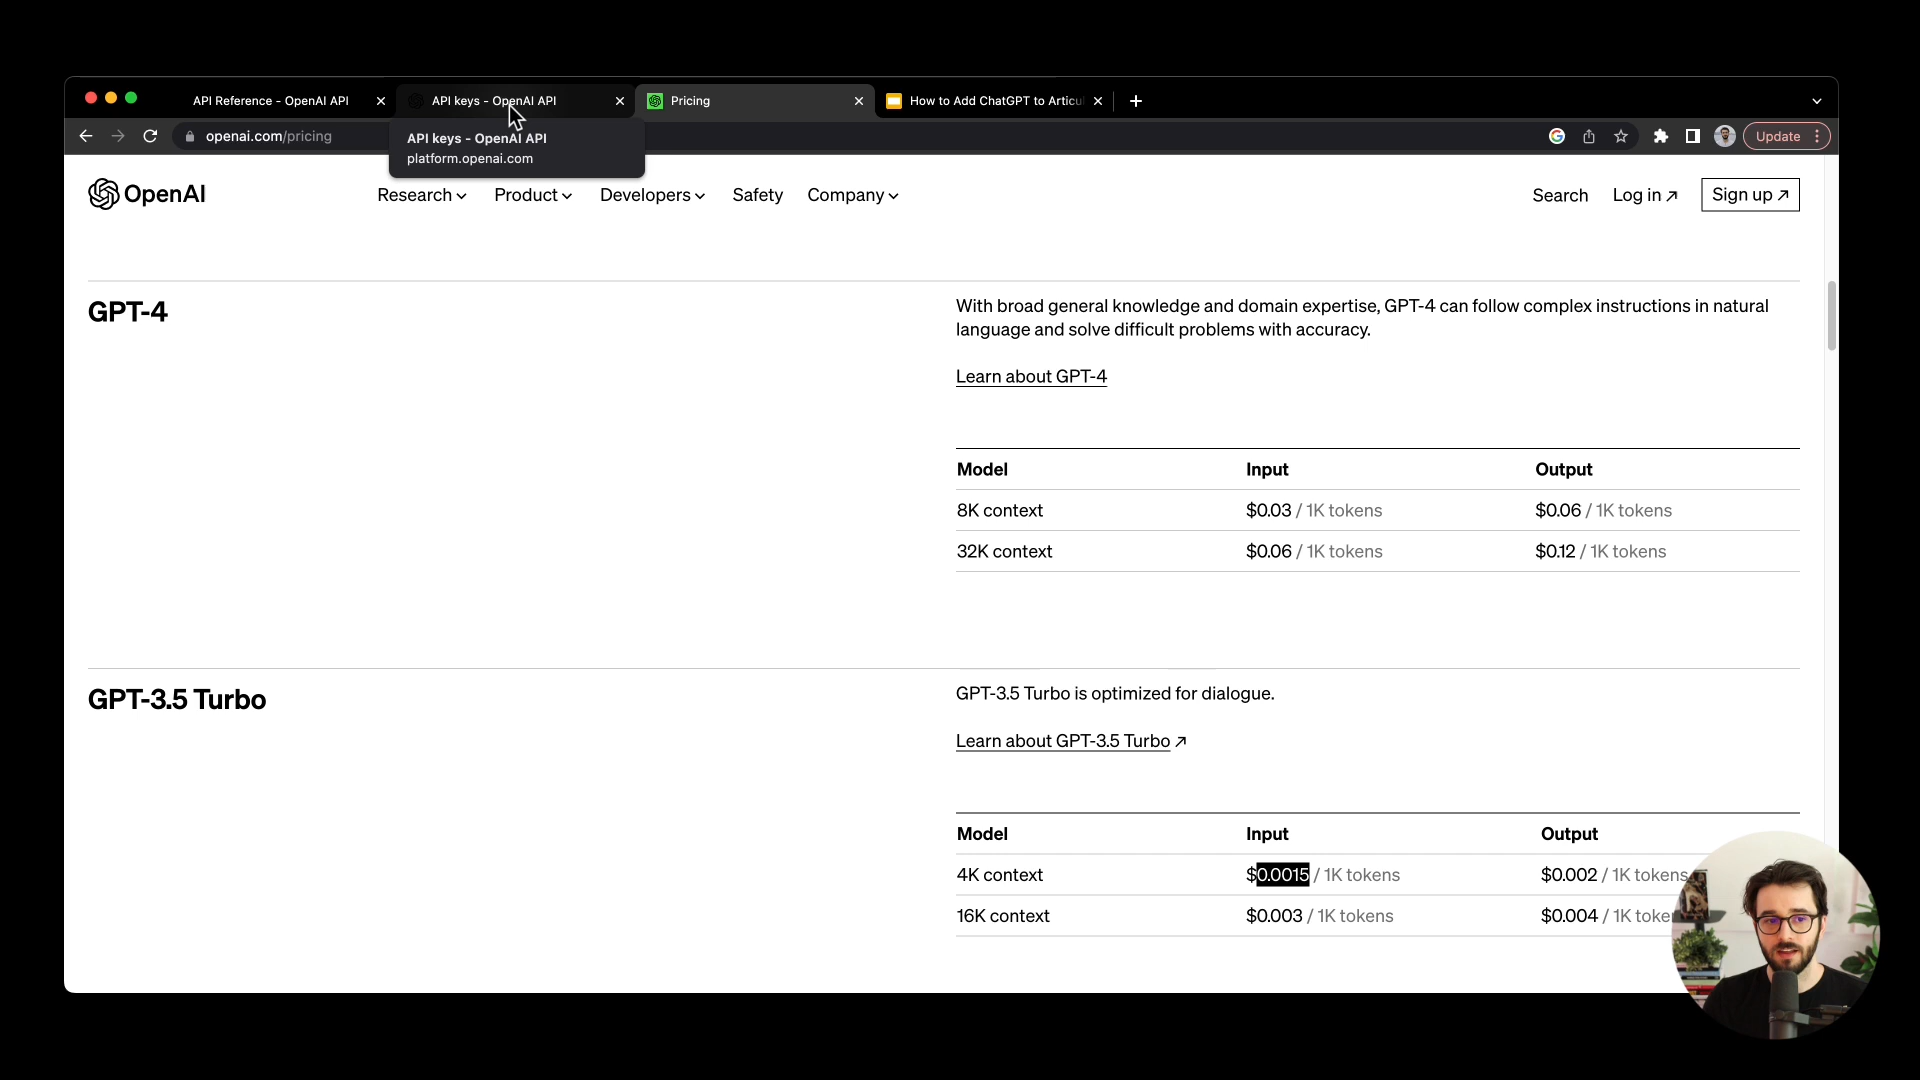 API Reference - OpenAI API
API keys - OpenAI API
Pricing
How to Add ChatGPT to Articu
openai.com/pricing
API keys - OpenAI API
platform.openai.com
Update
OpenAI
Research
Product
Developers
Safety
Company
Search
Log in ↗
Sign up ↗
GPT-4
With broad general knowledge and domain expertise, GPT-4 can follow complex instructions in natural
language and solve difficult problems with accuracy.
Learn about GPT-4
Model Input Output
8K context $0.03 / 1K tokens $0.06 / 1K tokens
32K context $0.06 / 1K tokens $0.12 / 1K tokens
GPT-3.5 Turbo
GPT-3.5 Turbo is optimized for dialogue.
Learn about GPT-3.5 Turbo ↗
Model Input Output
4K context $0.0015 / 1K tokens $0.002 / 1K tokens
16K context $0.003 / 1K tokens $0.004 / 1K toke